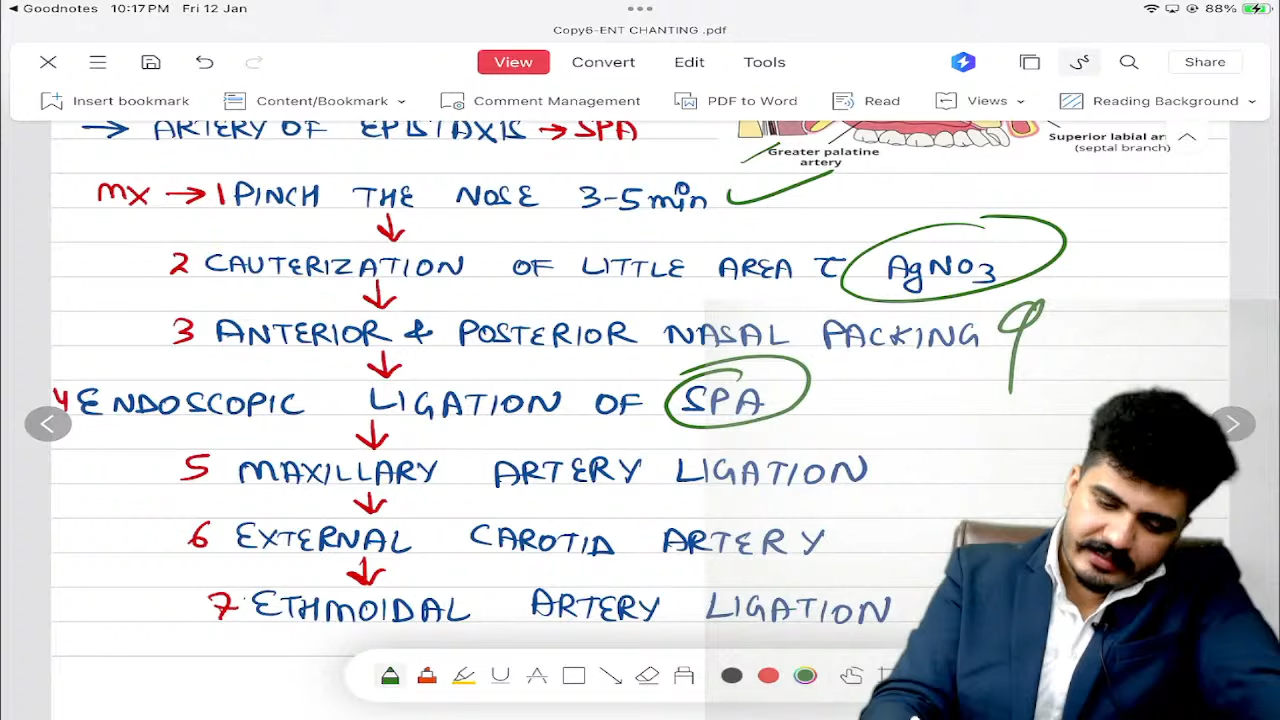 Goodnotes 10:17 PM Fri 12 Jan 88%
Copy6-ENT CHANTING .pdf
View Convert Edit Tools Share
Insert bookmark Content/Bookmark Comment Management PDF to Word Read Views Reading Background
→ ARTERY OF EPISTAXIS → SPA
Greater palatine
artery
Superior labial ar
(septal branch)
MX → 1 PINCH THE NOSE 3-5 min
2 CAUTERIZATION OF LITTLE AREA c AgNO3
3 ANTERIOR & POSTERIOR NASAL PACKING
4 ENDOSCOPIC LIGATION OF SPA
5 MAXILLARY ARTERY LIGATION
6 EXTERNAL CAROTID ARTERY
7 ETHMOIDAL ARTERY LIGATION